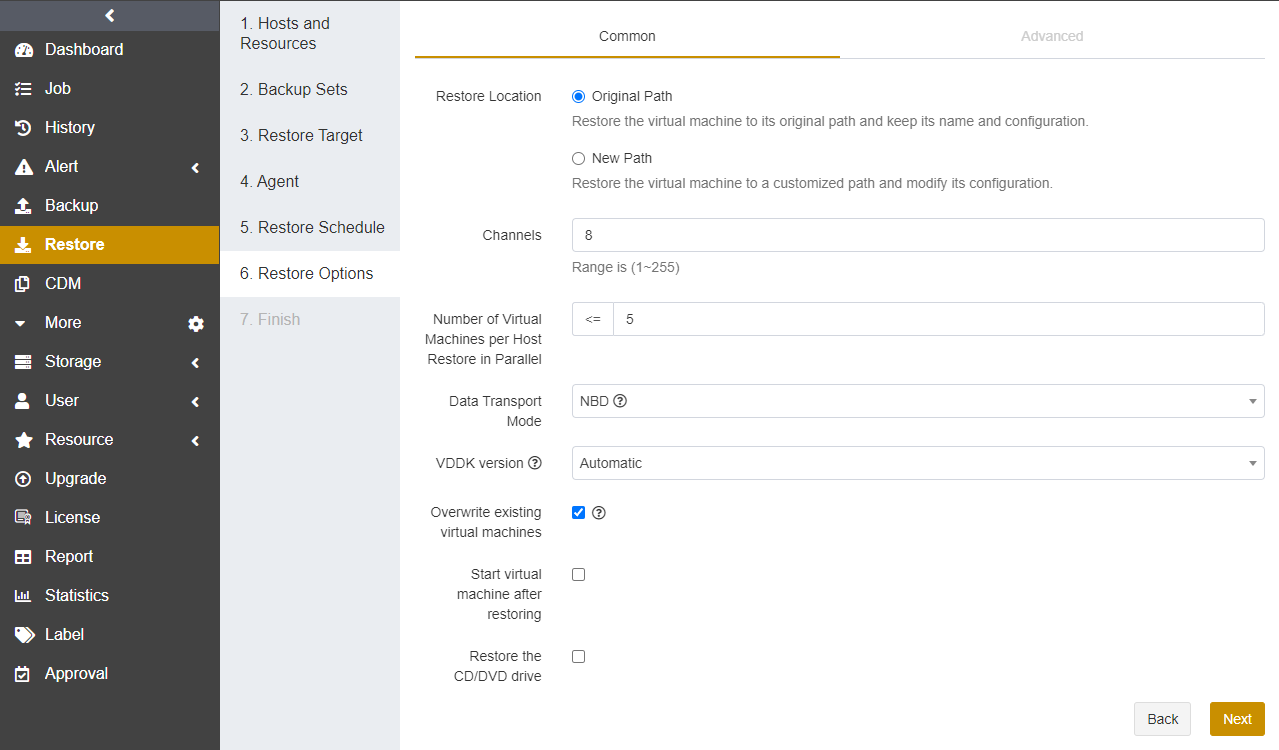 Dashboard
Job
History
Alert
Backup
Restore
CDM
More
Storage
User
Resource
Upgrade
License
Report
Statistics
Label
Approval
1. Hosts and
Resources
2. Backup Sets
3. Restore Target
4. Agent
5. Restore Schedule
6. Restore Options
7. Finish
Common
Advanced
Restore Location
Original Path
Restore the virtual machine to its original path and keep its name and configuration.
New Path
Restore the virtual machine to a customized path and modify its configuration.
Channels
8
Range is (1~255)
Number of Virtual
Machines per Host
Restore in Parallel
<= 5
Data Transport
Mode
NBD
VDDK version
Automatic
Overwrite existing
virtual machines
Start virtual
machine after
restoring
Restore the
CD/DVD drive
Back
Next